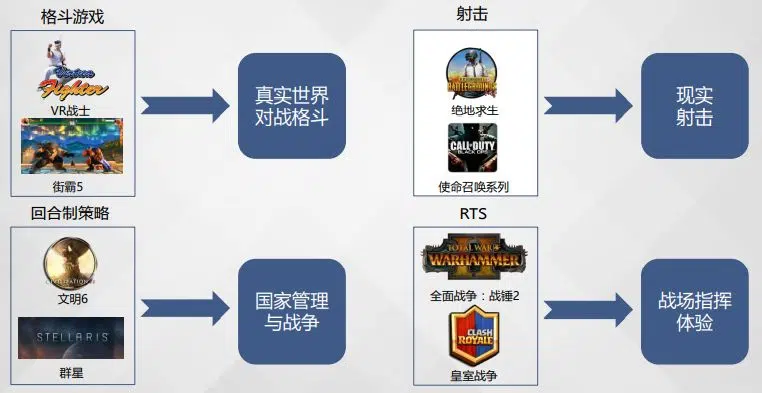 格斗游戏
Virtua
Fighter
VR战士
街霸5
真实世界
对战格斗
射击
BATTLEGROUNDS
绝地求生
CALL·DUTY
BLACK OPS
使命召唤系列
现实
射击
回合制策略
CIVILIZATION
文明6
STELLARIS
群星
国家管理
与战争
RTS
TOTAL WAR
WARHAMMER
II
全面战争：战锤2
CLASH
ROYALE
皇室战争
战场指挥
体验